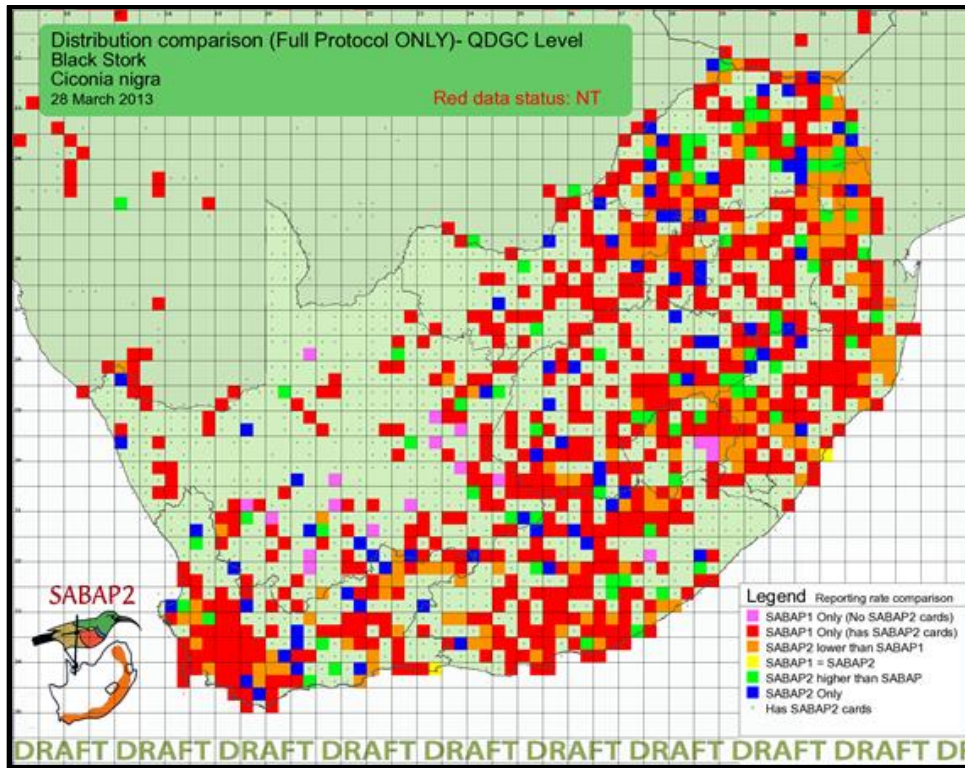 Distribution comparison (Full Protocol ONLY)- QDGC Level
Black Stork
Ciconia nigra
28 March 2013
Red data status: NT
SABAP2
Legend Reporting rate comparison
SABAP1 Only (No SABAP2 cards)
SABAP1 Only (has SABAP2 cards)
SABAP2 lower than SABAP1
SABAP1 = SABAP2
SABAP2 higher than SABAP
SABAP2 Only
Has SABAP2 cards
DRAFT DRAFT DRAFT DRAFT DRAFT DRAFT DRAFT DRAFT DRAFT D